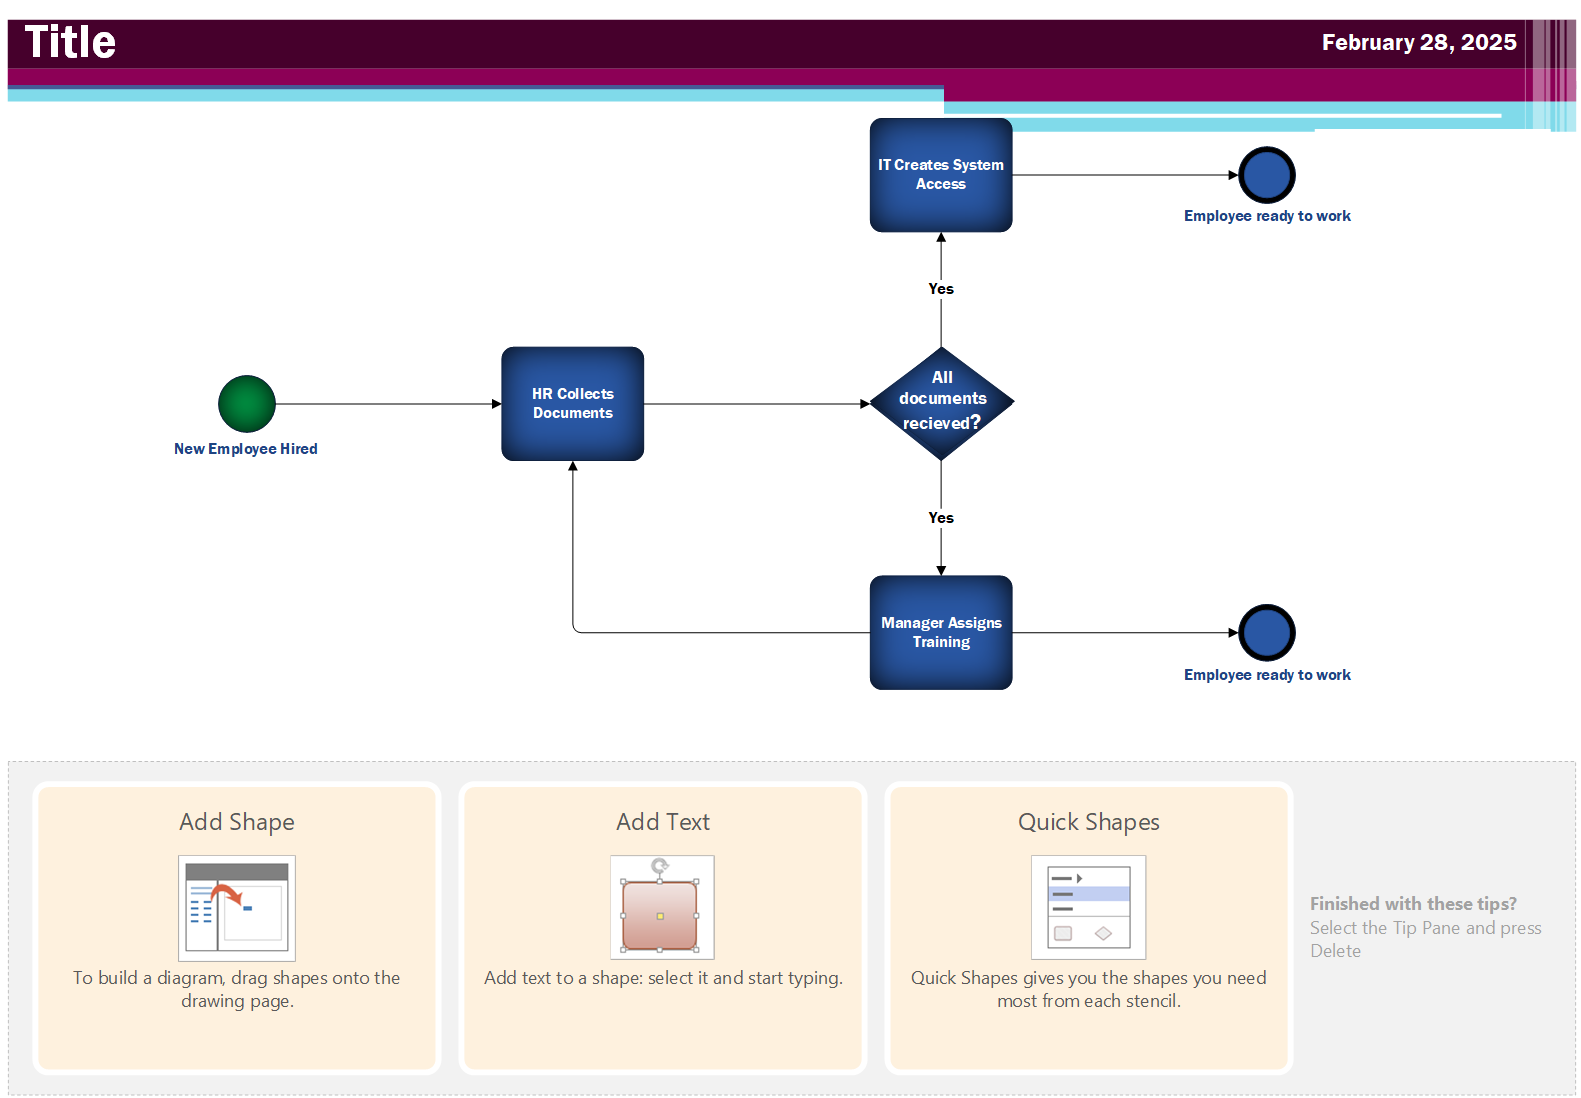 Title
February 28, 2025
IT Creates System
Access
Employee ready to work
Yes
HR Collects
Documents
All
documents
recieved?
New Employee Hired
Yes
Manager Assigns
Training
Employee ready to work
Add Shape
To build a diagram, drag shapes onto the
drawing page.
Add Text
Add text to a shape: select it and start typing.
Quick Shapes
Quick Shapes gives you the shapes you need
most from each stencil.
Finished with these tips?
Select the Tip Pane and press
Delete